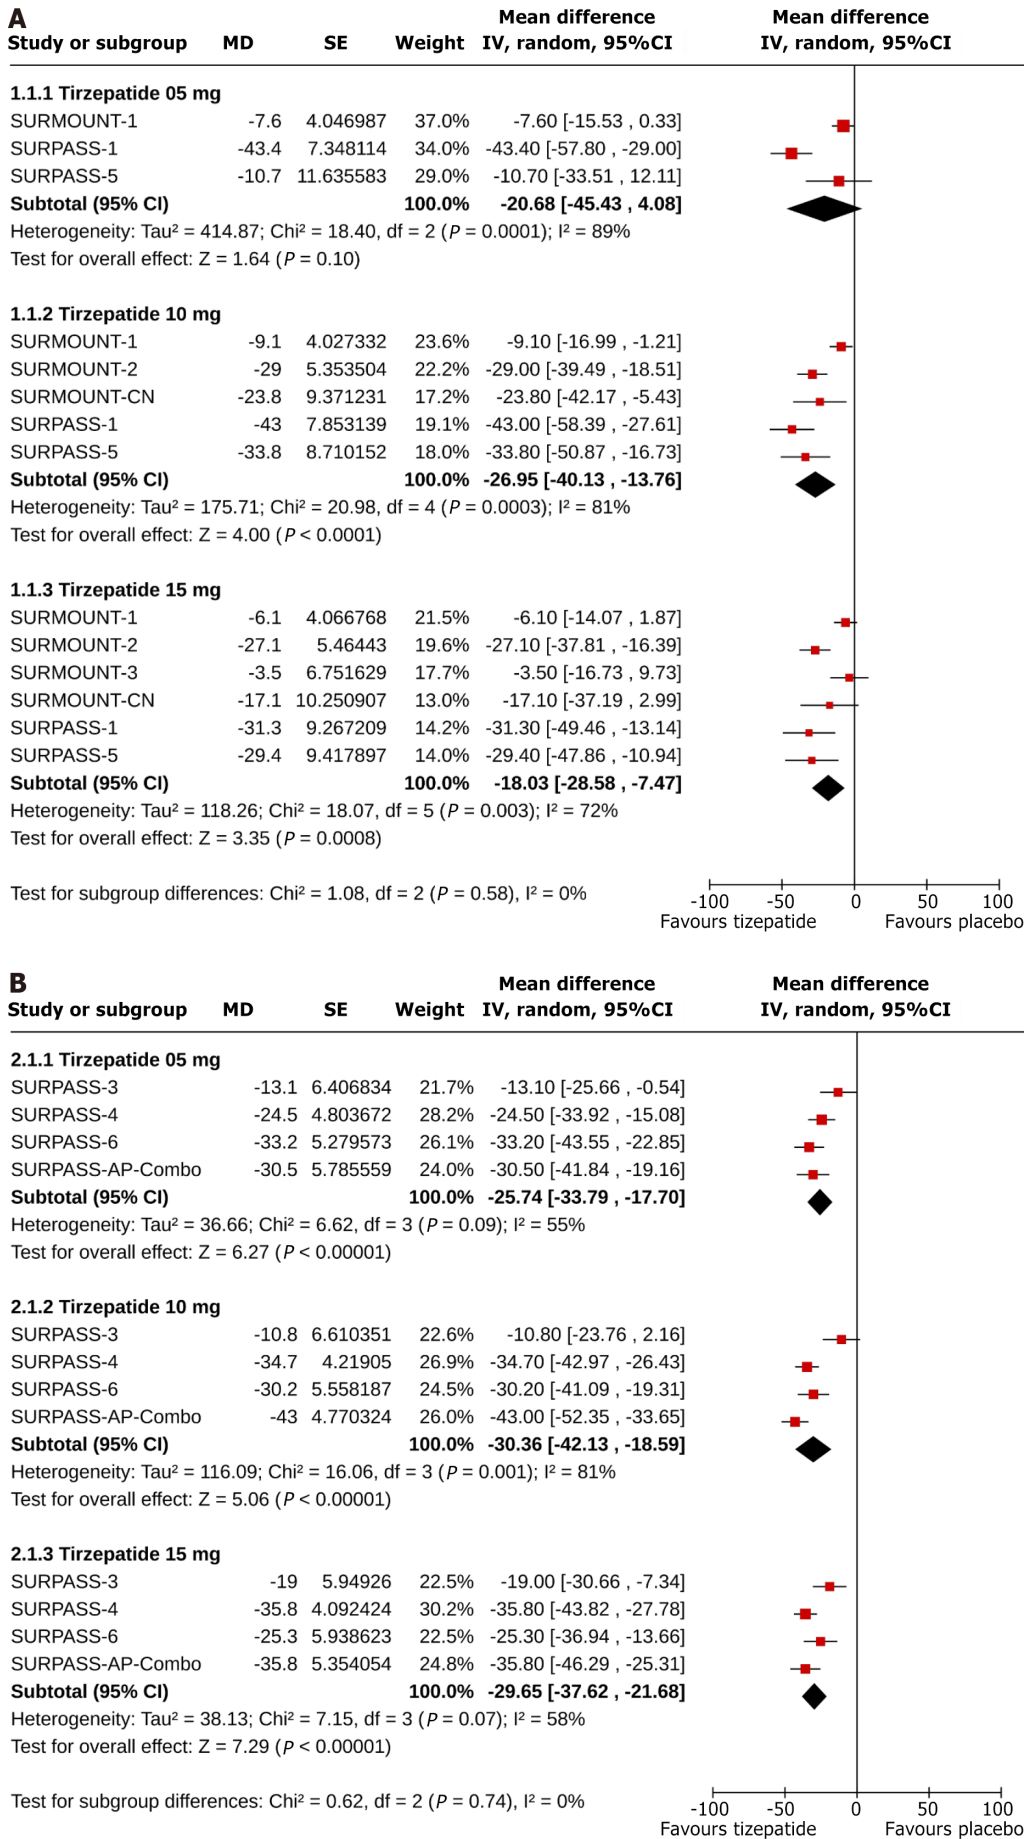 A
Mean difference Mean difference
Study or subgroup MD SE Weight IV, random, 95%CI IV, random, 95%CI
1.1.1 Tirzepatide 05 mg
SURMOUNT-1 -7.6 4.046987 37.0% -7.60 [-15.53 , 0.33]
SURPASS-1 -43.4 7.348114 34.0% -43.40 [-57.80 , -29.00]
SURPASS-5 -10.7 11.635583 29.0% -10.70 [-33.51 , 12.11]
Subtotal (95% CI) 100.0% -20.68 [-45.43 , 4.08]
Heterogeneity: Tau² = 414.87; Chi² = 18.40, df = 2 (P = 0.0001); I² = 89%
Test for overall effect: Z = 1.64 (P = 0.10)
1.1.2 Tirzepatide 10 mg
SURMOUNT-1 -9.1 4.027332 23.6% -9.10 [-16.99 , -1.21]
SURMOUNT-2 -29 5.353504 22.2% -29.00 [-39.49 , -18.51]
SURMOUNT-CN -23.8 9.371231 17.2% -23.80 [-42.17 , -5.43]
SURPASS-1 -43 7.853139 19.1% -43.00 [-58.39 , -27.61]
SURPASS-5 -33.8 8.710152 18.0% -33.80 [-50.87 , -16.73]
Subtotal (95% CI) 100.0% -26.95 [-40.13 , -13.76]
Heterogeneity: Tau² = 175.71; Chi² = 20.98, df = 4 (P = 0.0003); I² = 81%
Test for overall effect: Z = 4.00 (P < 0.0001)
1.1.3 Tirzepatide 15 mg
SURMOUNT-1 -6.1 4.066768 21.5% -6.10 [-14.07 , 1.87]
SURMOUNT-2 -27.1 5.46443 19.6% -27.10 [-37.81 , -16.39]
SURMOUNT-3 -3.5 6.751629 17.7% -3.50 [-16.73 , 9.73]
SURMOUNT-CN -17.1 10.250907 13.0% -17.10 [-37.19 , 2.99]
SURPASS-1 -31.3 9.267209 14.2% -31.30 [-49.46 , -13.14]
SURPASS-5 -29.4 9.417897 14.0% -29.40 [-47.86 , -10.94]
Subtotal (95% CI) 100.0% -18.03 [-28.58 , -7.47]
Heterogeneity: Tau² = 118.26; Chi² = 18.07, df = 5 (P = 0.003); I² = 72%
Test for overall effect: Z = 3.35 (P = 0.0008)
Test for subgroup differences: Chi² = 1.08, df = 2 (P = 0.58), I² = 0%
-100 -50 0 50 100
Favours tizepatide Favours placebo
B
Mean difference Mean difference
Study or subgroup MD SE Weight IV, random, 95%CI IV, random, 95%CI
2.1.1 Tirzepatide 05 mg
SURPASS-3 -13.1 6.406834 21.7% -13.10 [-25.66 , -0.54]
SURPASS-4 -24.5 4.803672 28.2% -24.50 [-33.92 , -15.08]
SURPASS-6 -33.2 5.279573 26.1% -33.20 [-43.55 , -22.85]
SURPASS-AP-Combo -30.5 5.785559 24.0% -30.50 [-41.84 , -19.16]
Subtotal (95% CI) 100.0% -25.74 [-33.79 , -17.70]
Heterogeneity: Tau² = 36.66; Chi² = 6.62, df = 3 (P = 0.09); I² = 55%
Test for overall effect: Z = 6.27 (P < 0.00001)
2.1.2 Tirzepatide 10 mg
SURPASS-3 -10.8 6.610351 22.6% -10.80 [-23.76 , 2.16]
SURPASS-4 -34.7 4.21905 26.9% -34.70 [-42.97 , -26.43]
SURPASS-6 -30.2 5.558187 24.5% -30.20 [-41.09 , -19.31]
SURPASS-AP-Combo -43 4.770324 26.0% -43.00 [-52.35 , -33.65]
Subtotal (95% CI) 100.0% -30.36 [-42.13 , -18.59]
Heterogeneity: Tau² = 116.09; Chi² = 16.06, df = 3 (P = 0.001); I² = 81%
Test for overall effect: Z = 5.06 (P < 0.00001)
2.1.3 Tirzepatide 15 mg
SURPASS-3 -19 5.94926 22.5% -19.00 [-30.66 , -7.34]
SURPASS-4 -35.8 4.092424 30.2% -35.80 [-43.82 , -27.78]
SURPASS-6 -25.3 5.938623 22.5% -25.30 [-36.94 , -13.66]
SURPASS-AP-Combo -35.8 5.354054 24.8% -35.80 [-46.29 , -25.31]
Subtotal (95% CI) 100.0% -29.65 [-37.62 , -21.68]
Heterogeneity: Tau² = 38.13; Chi² = 7.15, df = 3 (P = 0.07); I² = 58%
Test for overall effect: Z = 7.29 (P < 0.00001)
Test for subgroup differences: Chi² = 0.62, df = 2 (P = 0.74), I² = 0%
-100 -50 0 50 100
Favours tizepatide Favours placebo